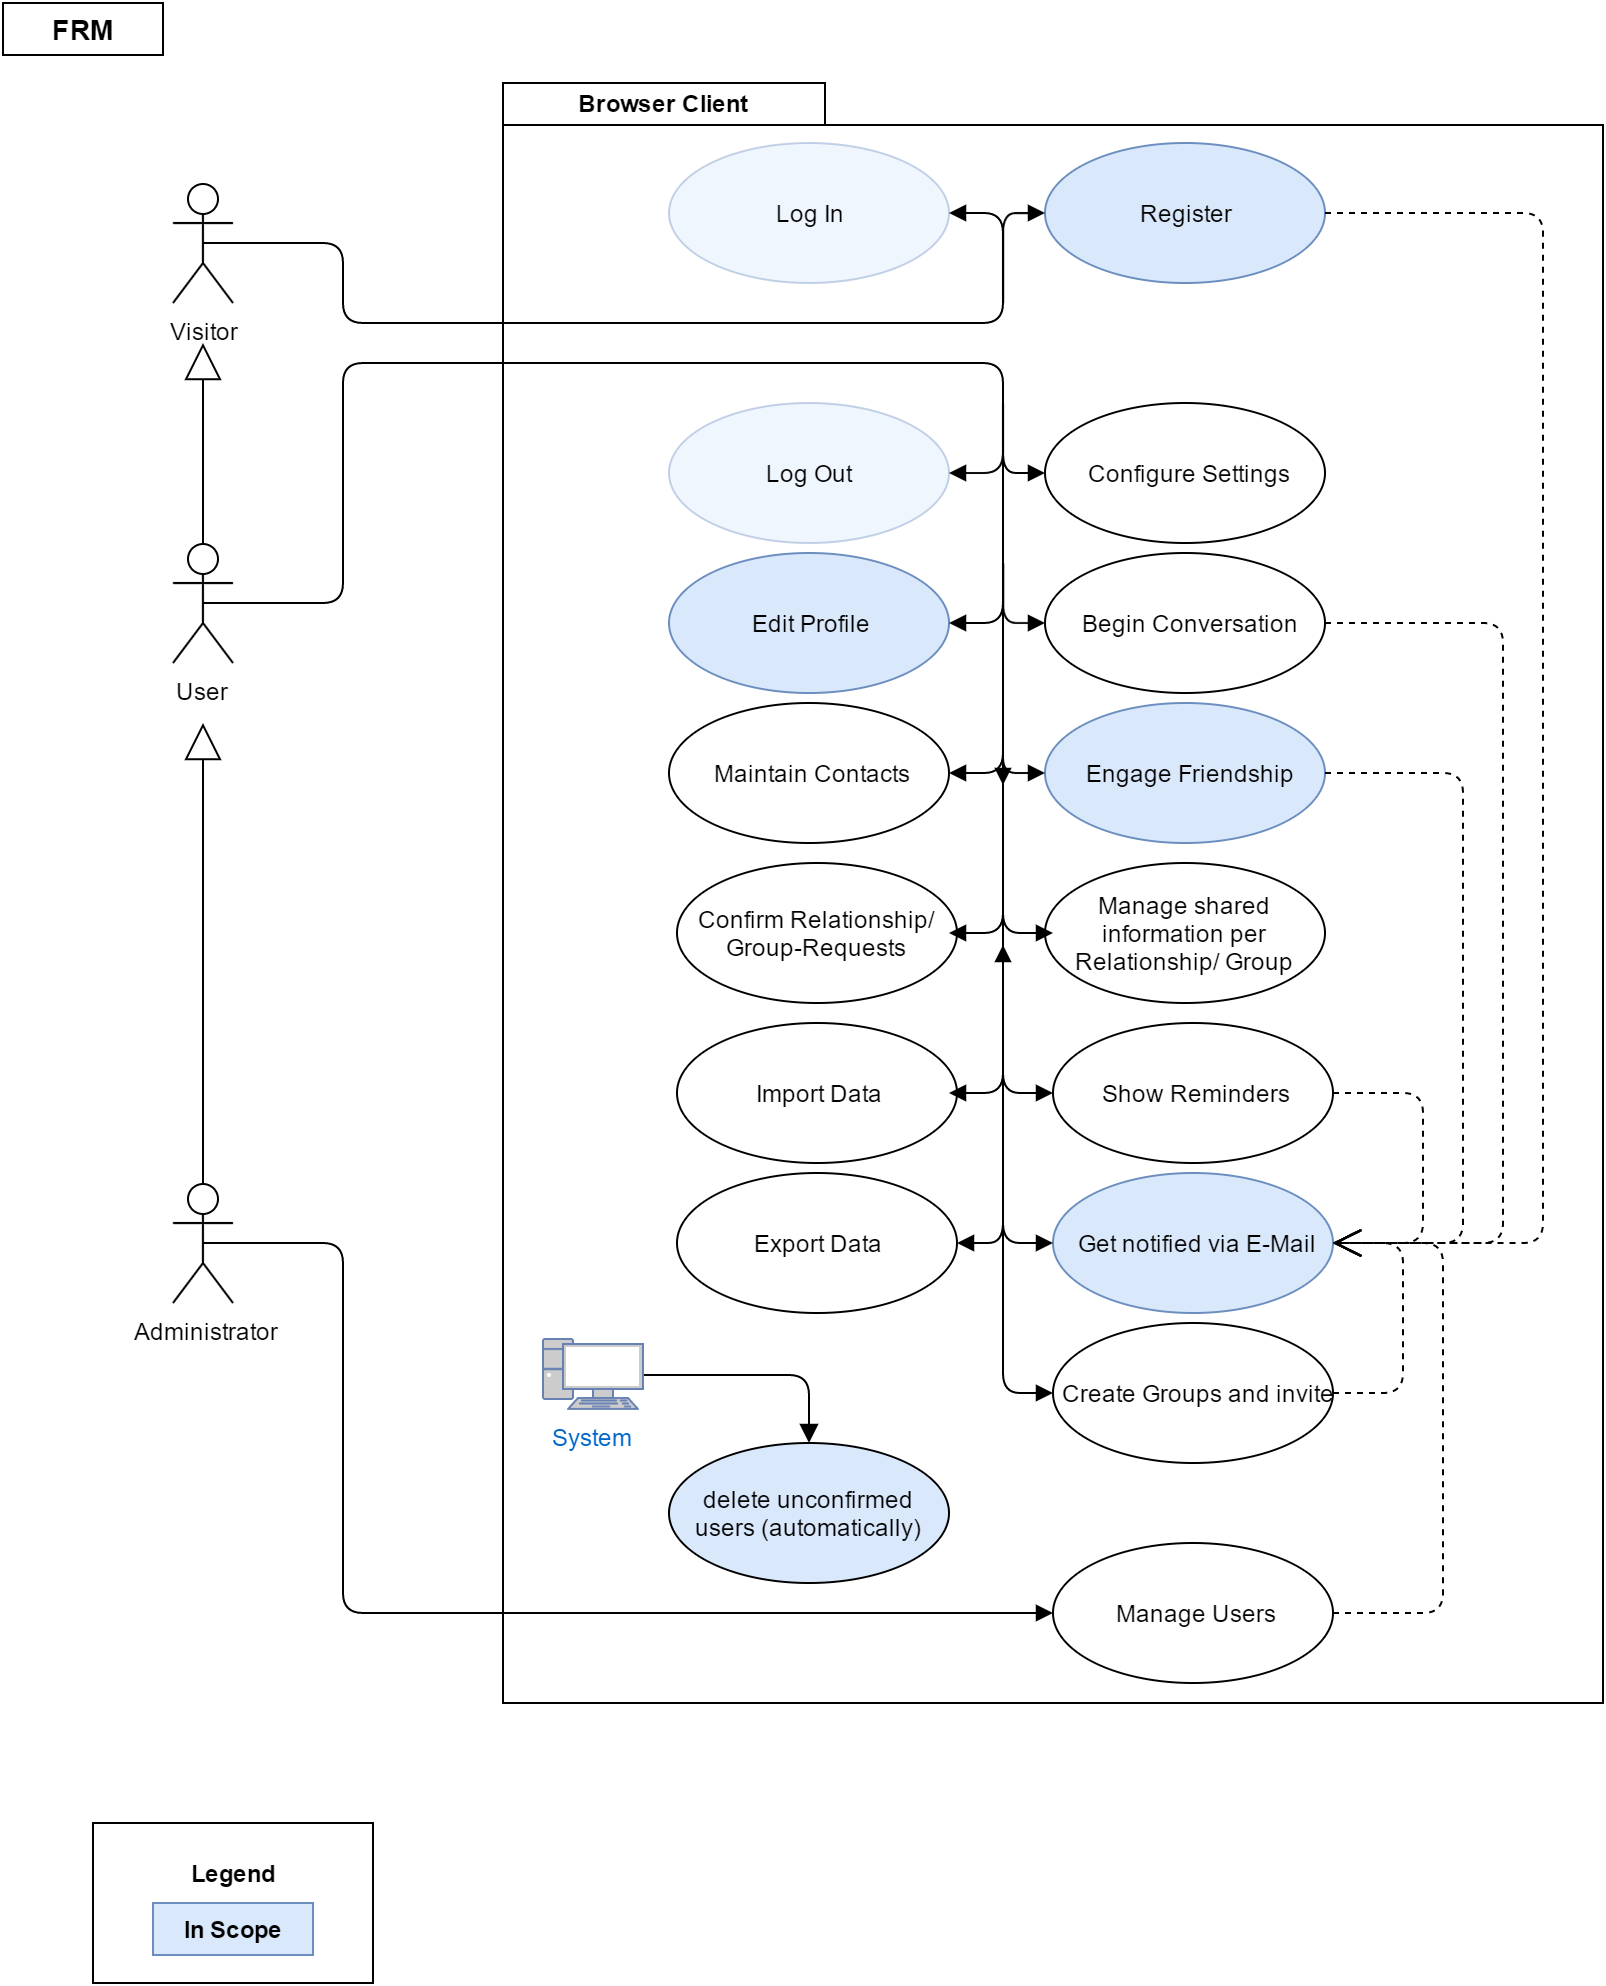 FRM
Browser Client
Log In
Register
Visitor
Log Out
Configure Settings
Edit Profile
Begin Conversation
User
Maintain Contacts
Engage Friendship
Confirm Relationship/
Group-Requests
Manage shared
information per
Relationship/ Group
Import Data
Show Reminders
Export Data
Get notified via E-Mail
Administrator
Create Groups and invite
System
delete unconfirmed
users (automatically)
Manage Users
Legend
In Scope